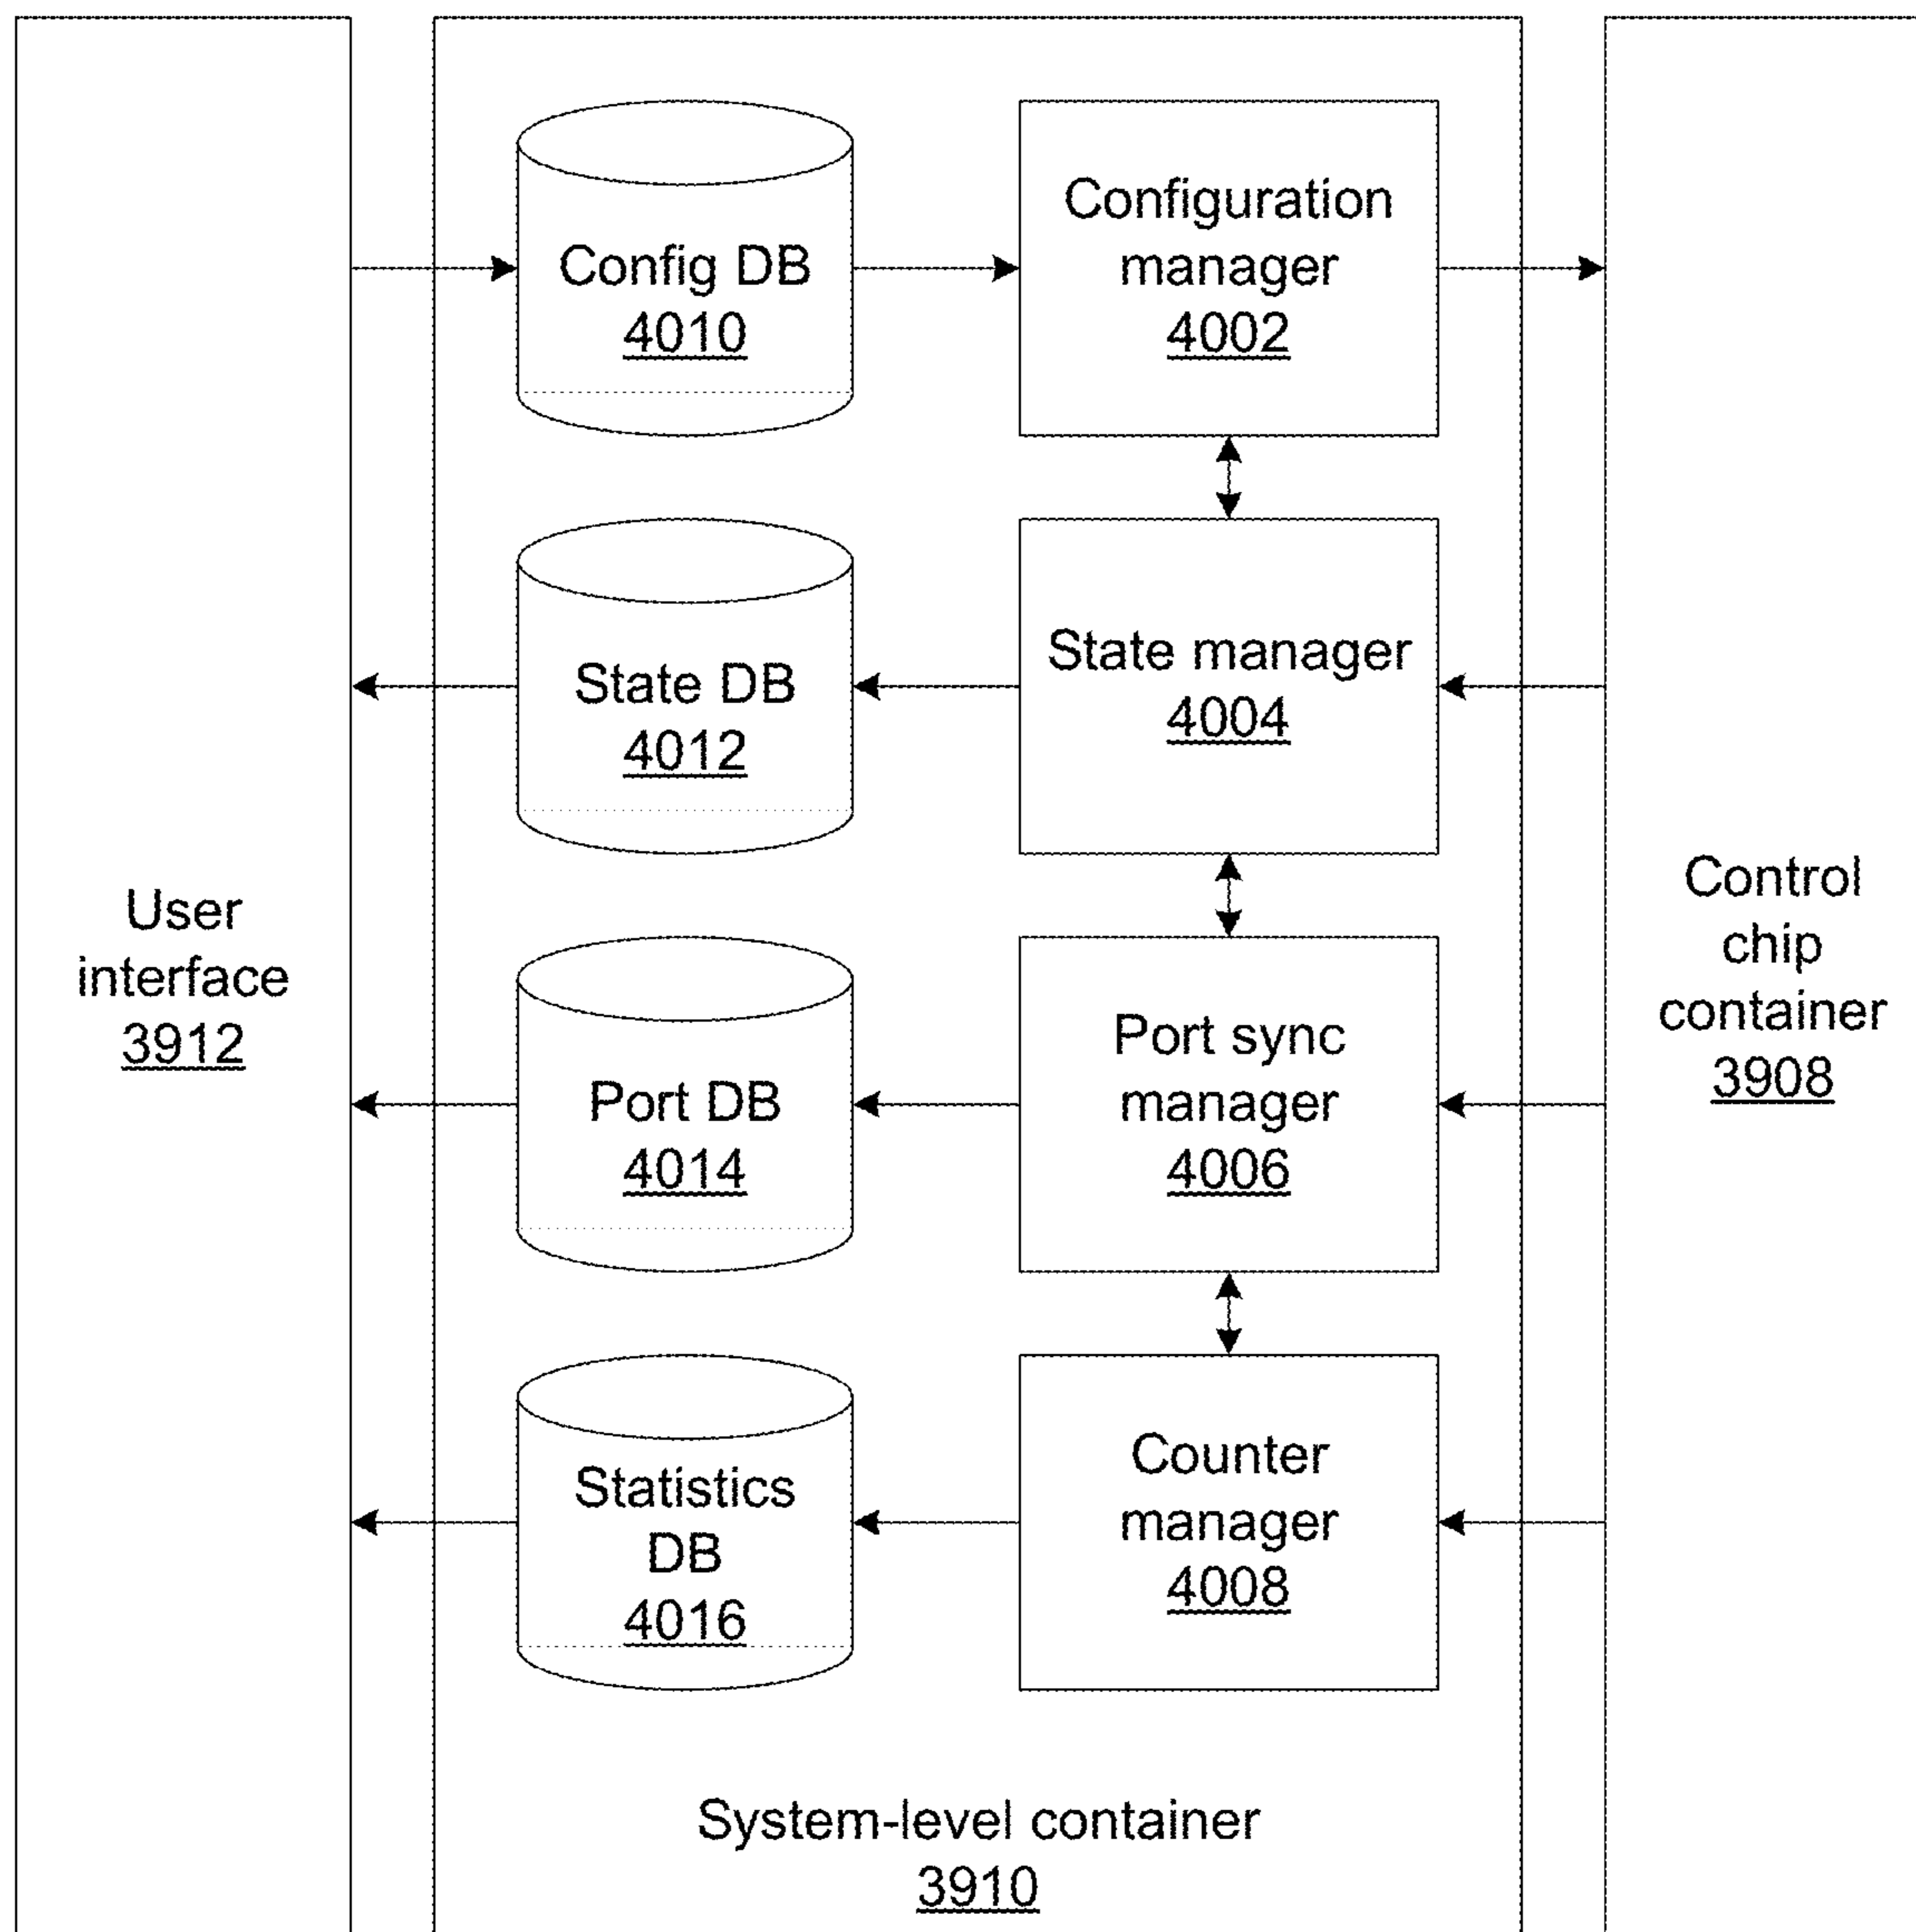 User
interface
3912
Config DB
4010
Configuration
manager
4002
State DB
4012
State manager
4004
Port DB
4014
Port sync
manager
4006
Statistics
DB
4016
Counter
manager
4008
System-level container
3910
Control
chip
container
3908